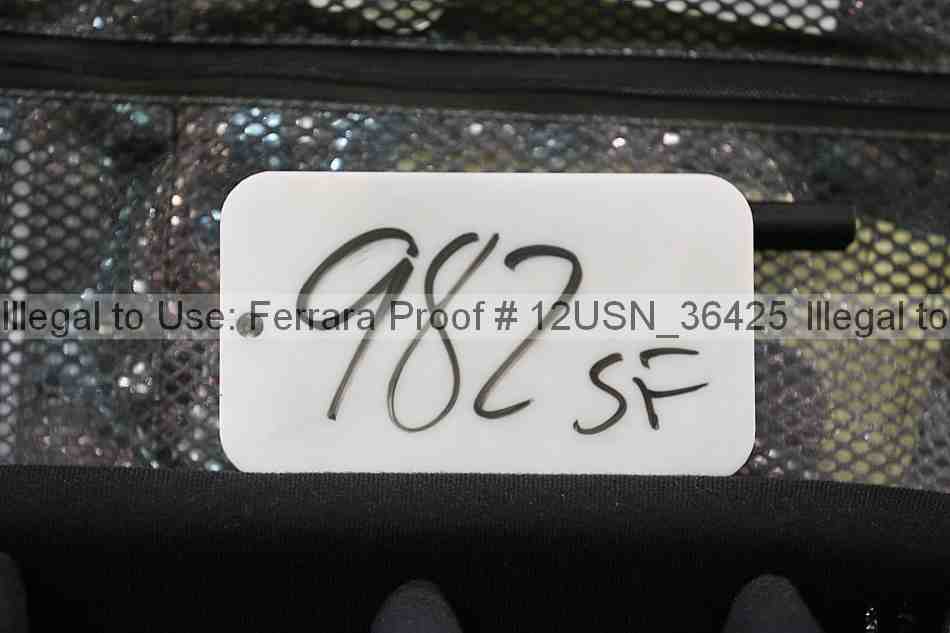 982 SF
Illegal to Use: Ferrara Proof # 12USN_36425 Illegal to